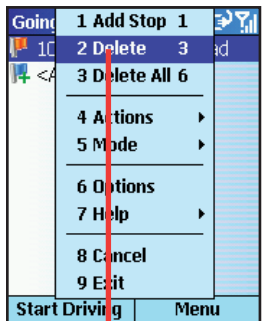 Going
1 Add Stop 1
2 Delete 3
3 Delete All 6
4 Actions
5 Mode
6 Options
7 Help
8 Cancel
9 Exit
Start Driving Menu